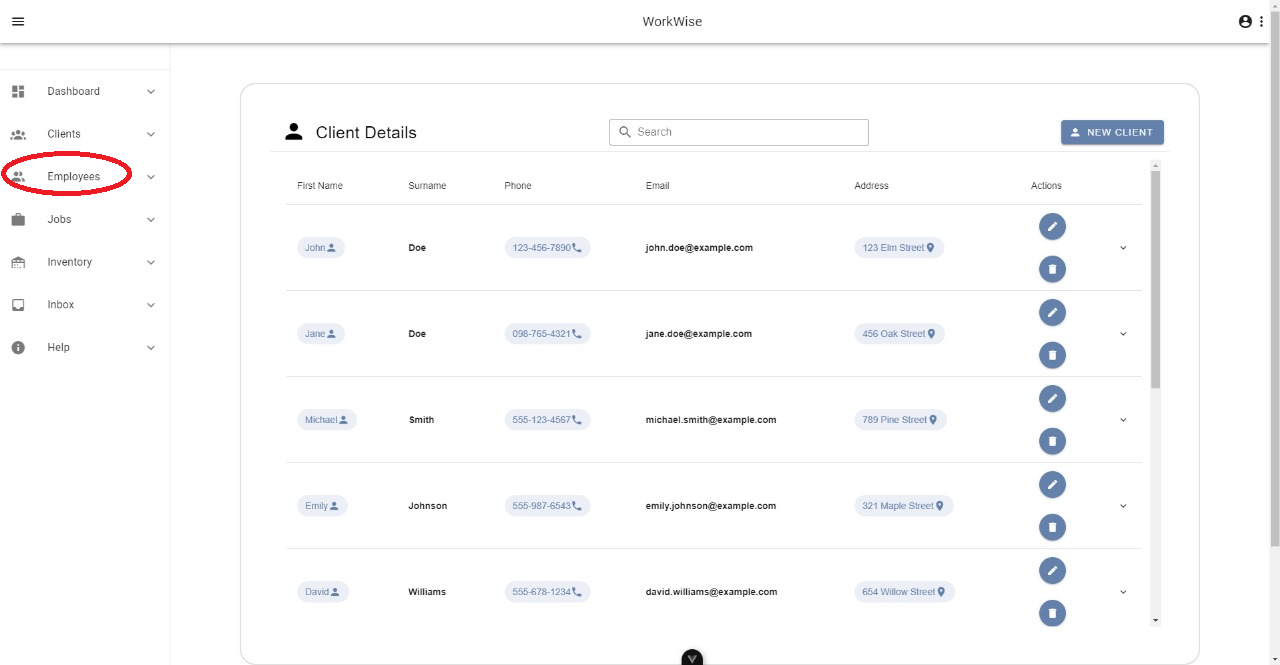 WorkWise
Dashboard
Clients
Employees
Jobs
Inventory
Inbox
Help
Client Details
Search
NEW CLIENT
First Name Surname Phone Email Address Actions
John Doe 123-456-7890 john.doe@example.com 123 Elm Street
Jane Doe 098-765-4321 jane.doe@example.com 456 Oak Street
Michael Smith 555-123-4567 michael.smith@example.com 789 Pine Street
Emily Johnson 555-987-6543 emily.johnson@example.com 321 Maple Street
David Williams 555-678-1234 david.williams@example.com 654 Willow Street